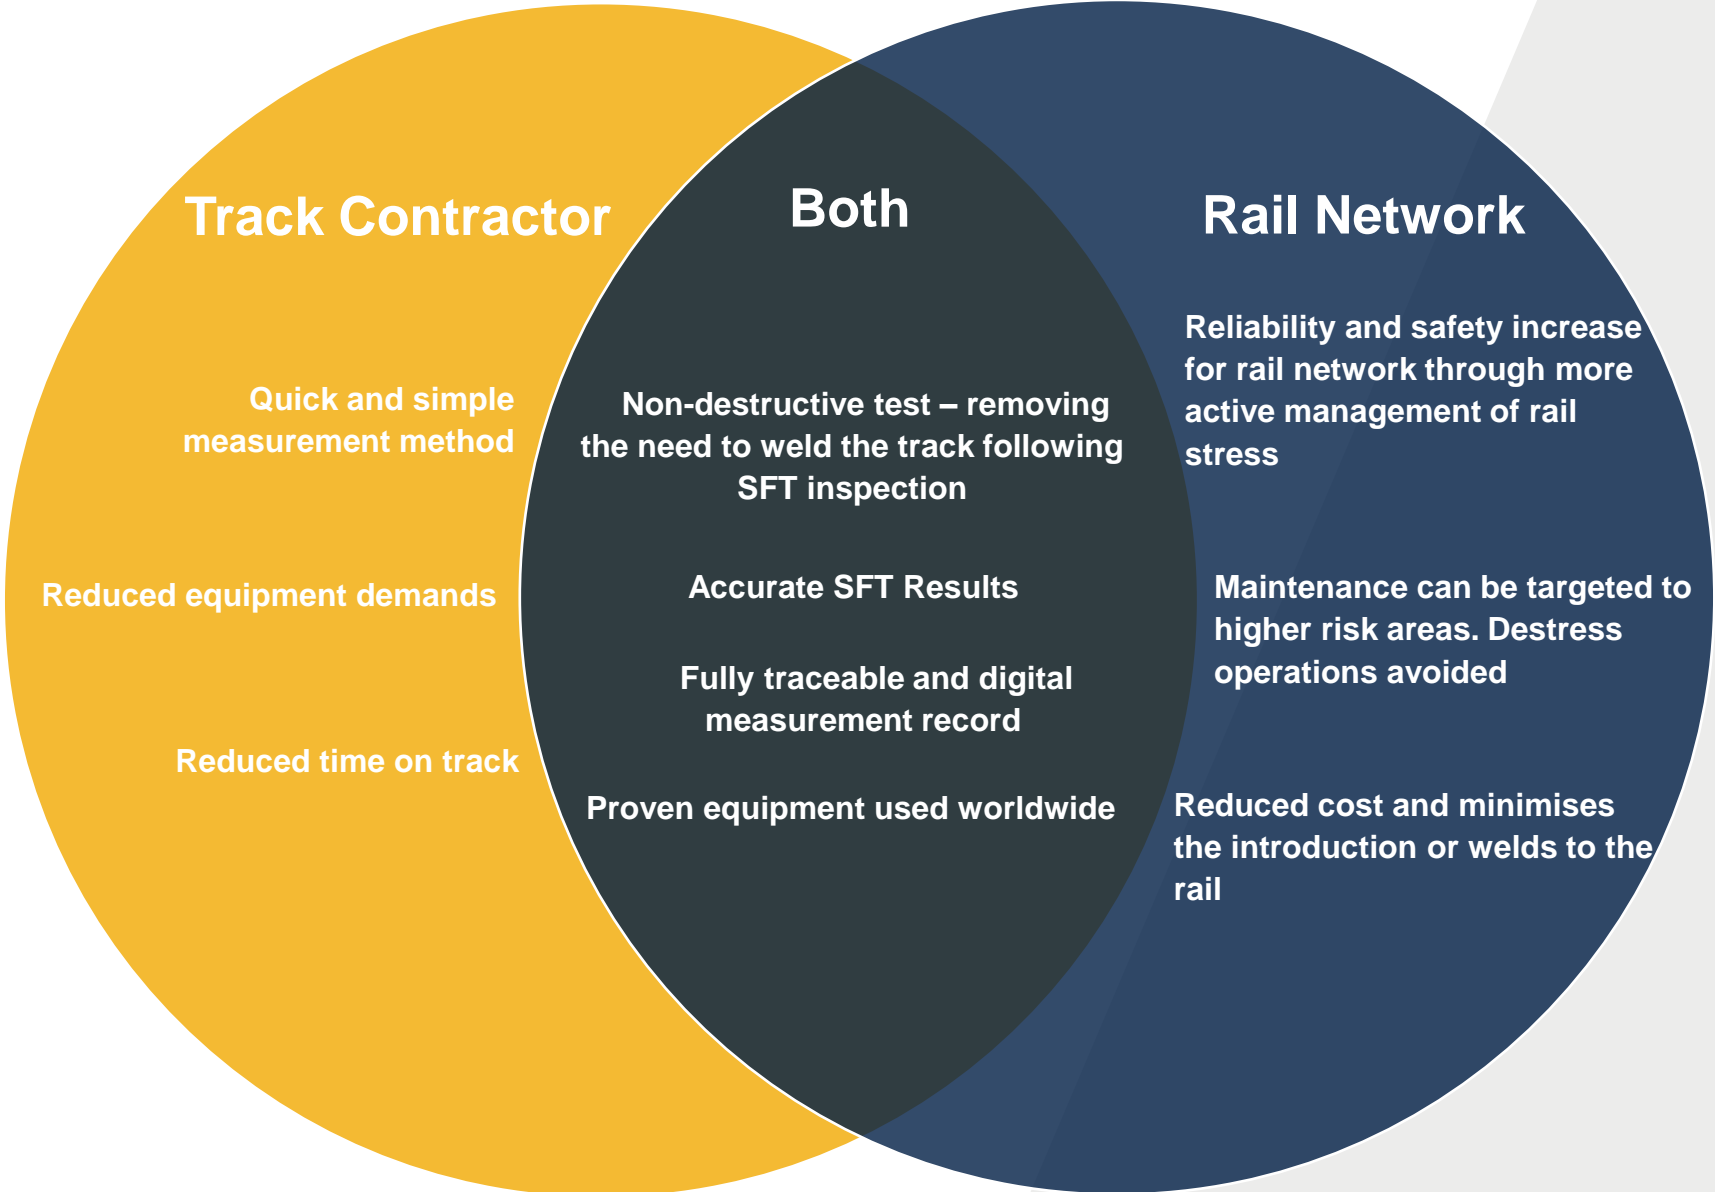 Track Contractor
Quick and simple
measurement method
Reduced equipment demands
Reduced time on track
Both
Non-destructive test – removing
the need to weld the track following
SFT inspection
Accurate SFT Results
Fully traceable and digital
measurement record
Proven equipment used worldwide
Rail Network
Reliability and safety increase
for rail network through more
active management of rail
stress
Maintenance can be targeted to
higher risk areas. Destress
operations avoided
Reduced cost and minimises
the introduction or welds to the
rail